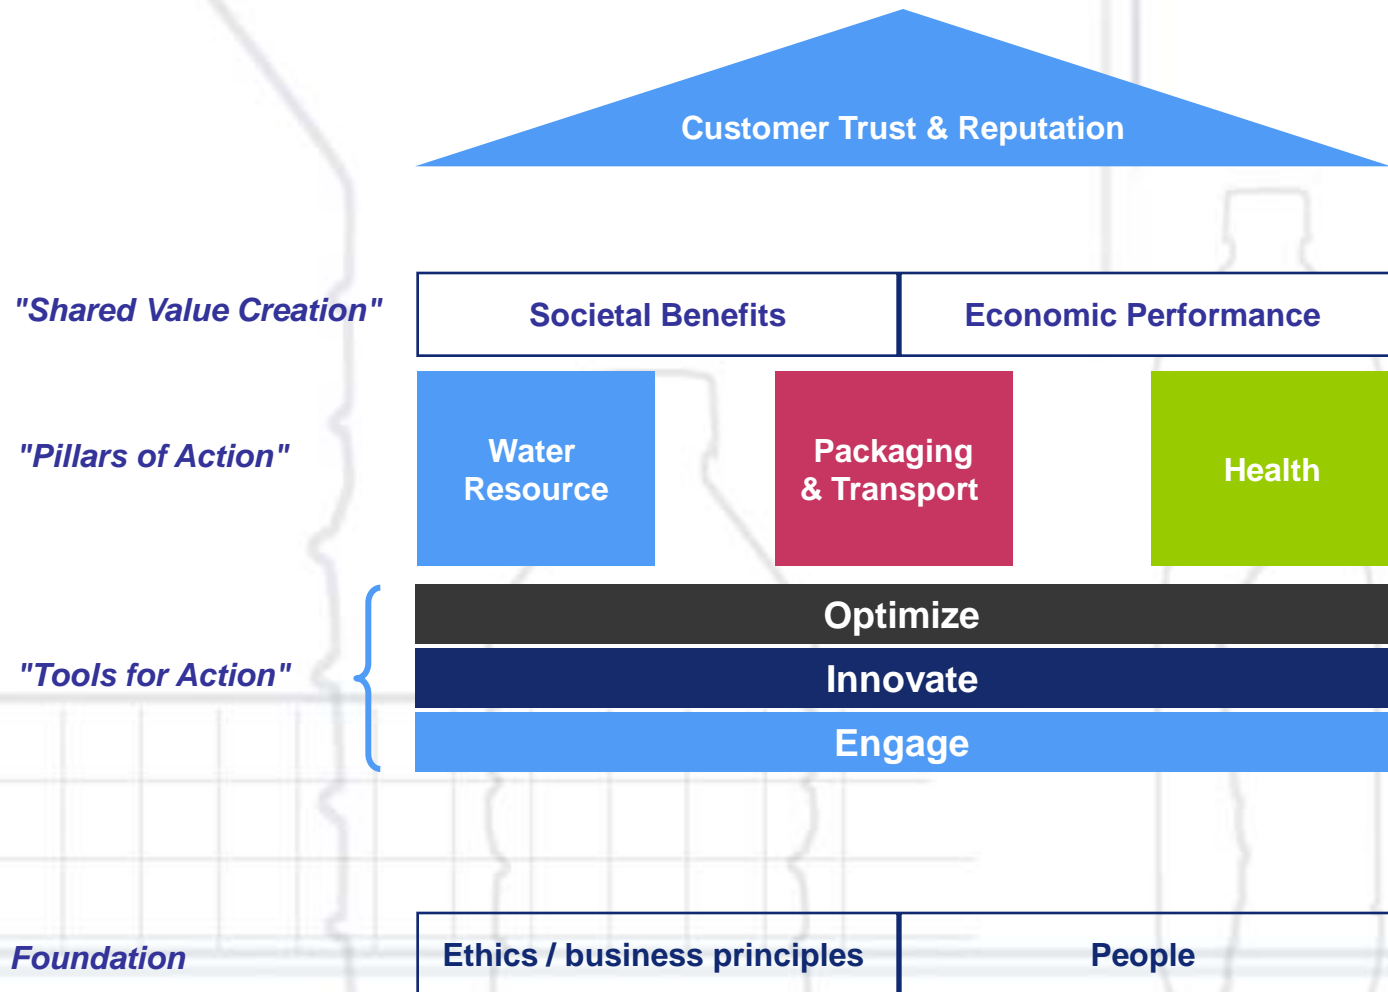 Customer Trust & Reputation
"Shared Value Creation"
Societal Benefits
Economic Performance
"Pillars of Action"
Water
Resource
Packaging
& Transport
Health
"Tools for Action"
Optimize
Innovate
Engage
Foundation
Ethics / business principles
People